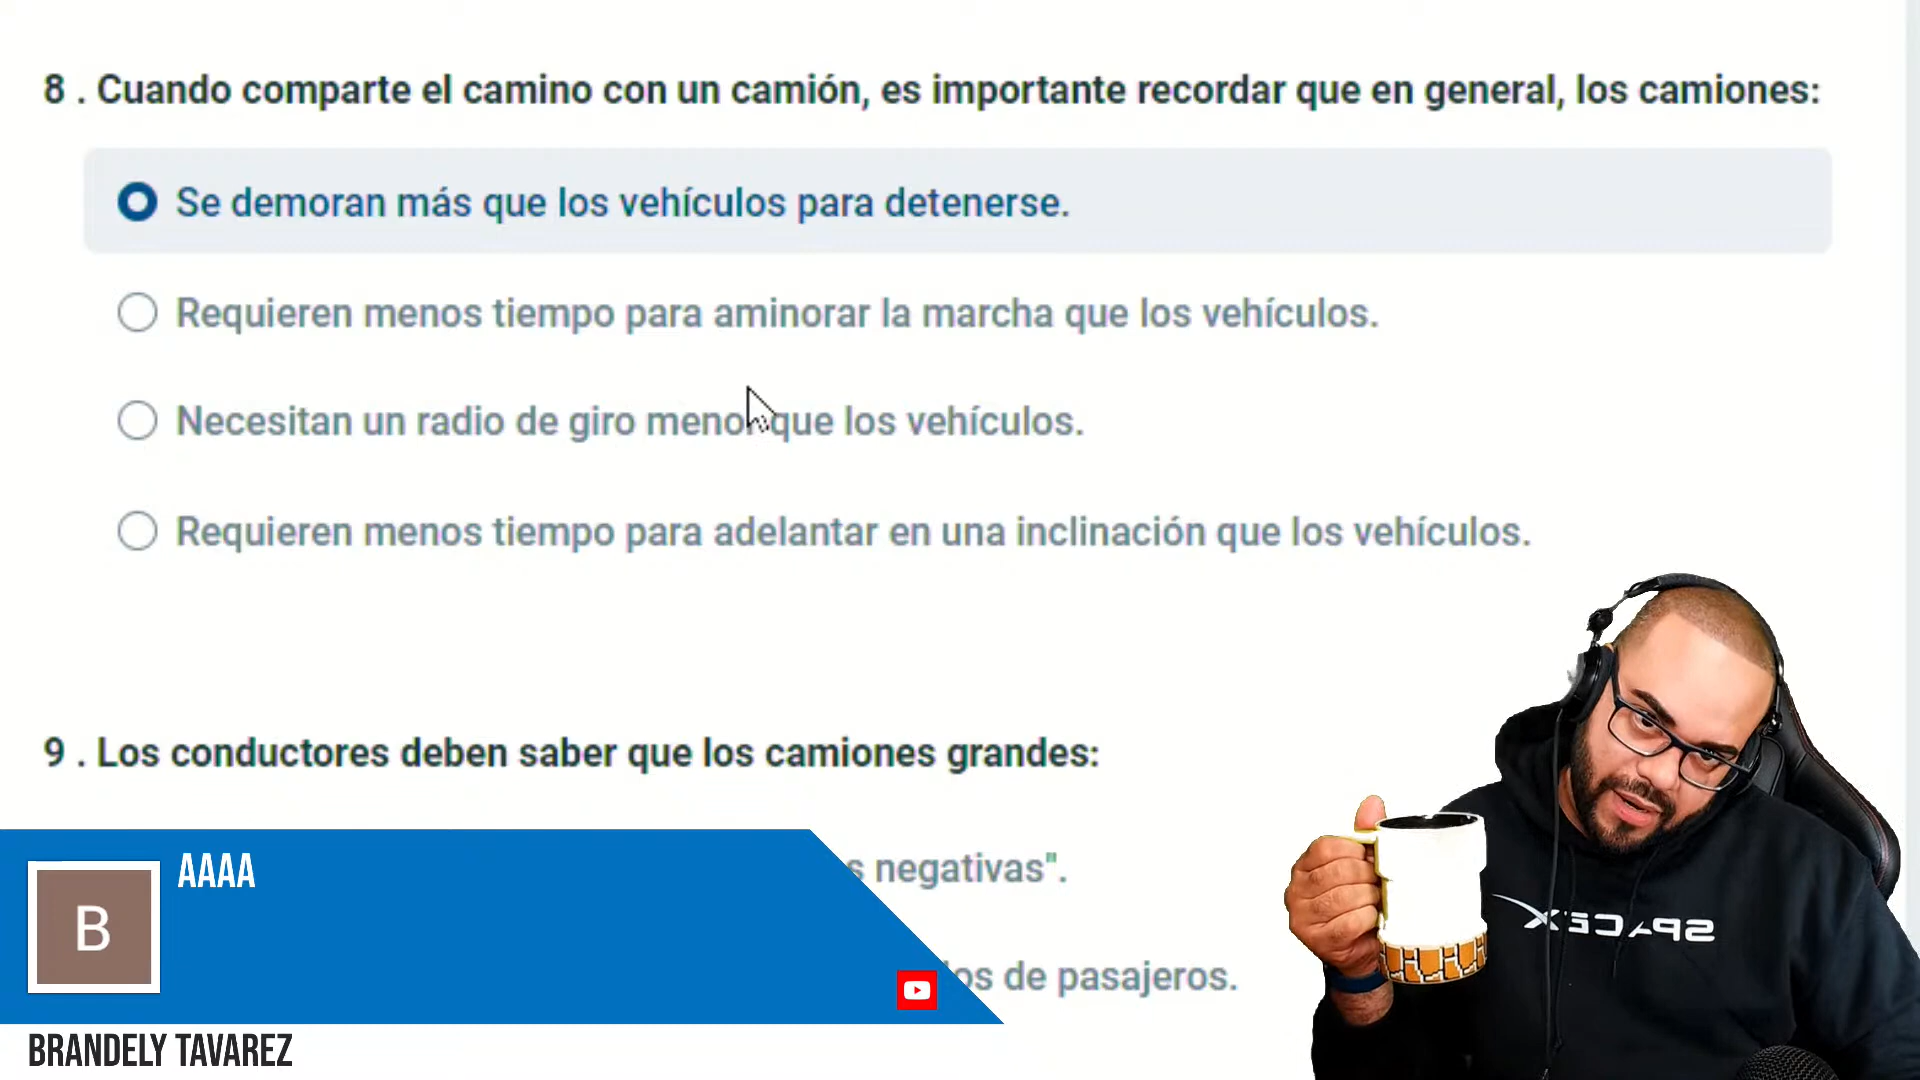 8 . Cuando comparte el camino con un camión, es importante recordar que en general, los camiones:
Se demoran más que los vehículos para detenerse.
Requieren menos tiempo para aminorar la marcha que los vehículos.
Necesitan un radio de giro menor que los vehículos.
Requieren menos tiempo para adelantar en una inclinación que los vehículos.
9 . Los conductores deben saber que los camiones grandes:
negativas".
de pasajeros.
AAAA
B
BRANDELY TAVAREZ
SPACEX